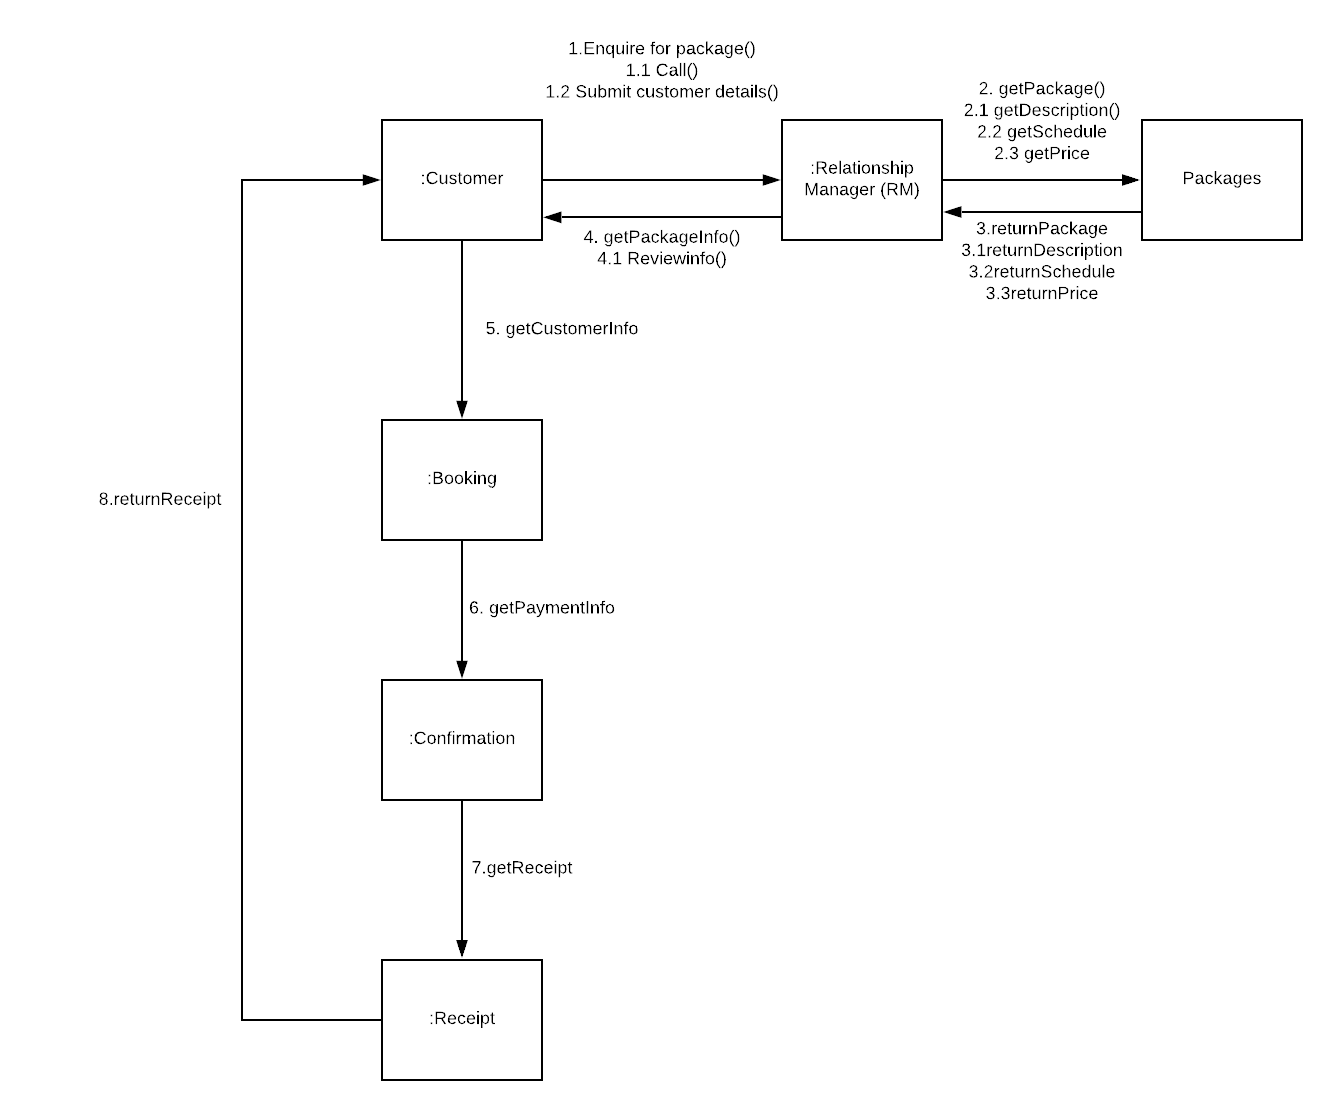 1.Enquire for package()
1.1 Call()
1.2 Submit customer details()
2. getPackage()
2.1 getDescription()
2.2 getSchedule
2.3 getPrice
:Customer
:Relationship
Manager (RM)
Packages
4. getPackageInfo()
4.1 Reviewinfo()
3.returnPackage
3.1returnDescription
3.2returnSchedule
3.3returnPrice
5. getCustomerInfo
:Booking
8.returnReceipt
6. getPaymentInfo
:Confirmation
7.getReceipt
:Receipt